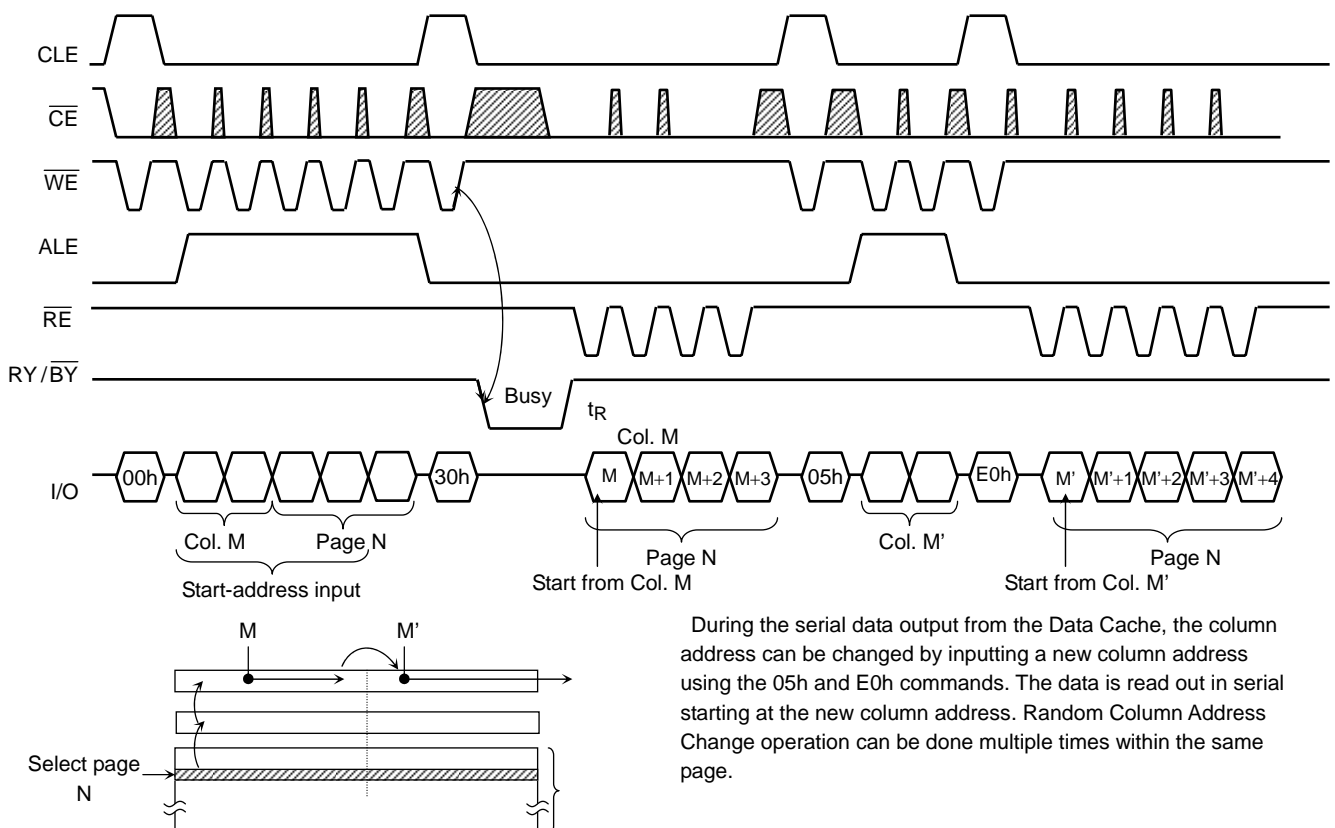 CLE
CE
WE
ALE
RE
RY/BY
Busy
tR
Col. M
I/O
00h
30h
M
M+1
M+2
M+3
05h
E0h
M'
M'+1
M'+2
M'+3
M'+4
Col. M
Page N
Page N
Col. M'
Page N
Start-address input
Start from Col. M
Start from Col. M'
M
M'
Select page
N
During the serial data output from the Data Cache, the column
address can be changed by inputting a new column address
using the 05h and E0h commands. The data is read out in serial
starting at the new column address. Random Column Address
Change operation can be done multiple times within the same
page.